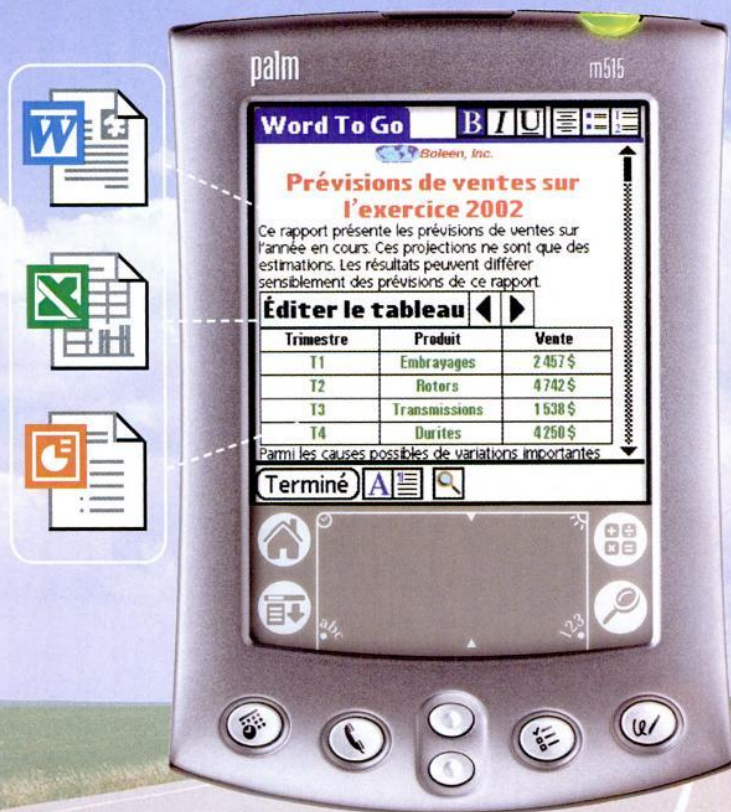 palm
m515
W
X
Word To Go B I U
Boleen, Inc.
Prévisions de ventes sur
l'exercice 2002
Ce rapport présente les prévisions de ventes sur
l'année en cours. Ces projections ne sont que des
estimations. Les résultats peuvent différer
sensiblement des prévisions de ce rapport.
Éditer le tableau
Trimestre Produit Vente
T1 Embrayages 2 457 $
T2 Rotors 4 742 $
T3 Transmissions 1 538 $
T4 Durites 4 250 $
Parmi les causes possibles de variations importantes
Terminé A
abc 123